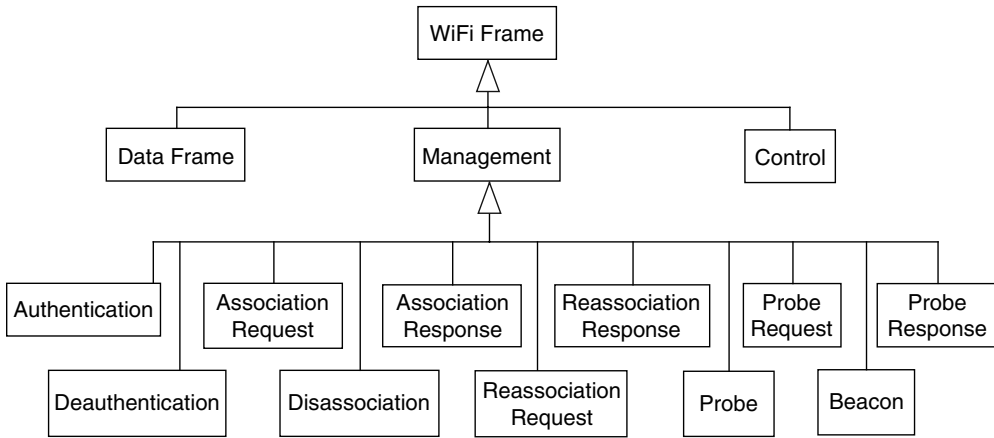 WiFi Frame
Data Frame
Management
Control
Authentication
Association
Request
Association
Response
Reassociation
Response
Probe
Request
Probe
Response
Deauthentication
Disassociation
Reassociation
Request
Probe
Beacon